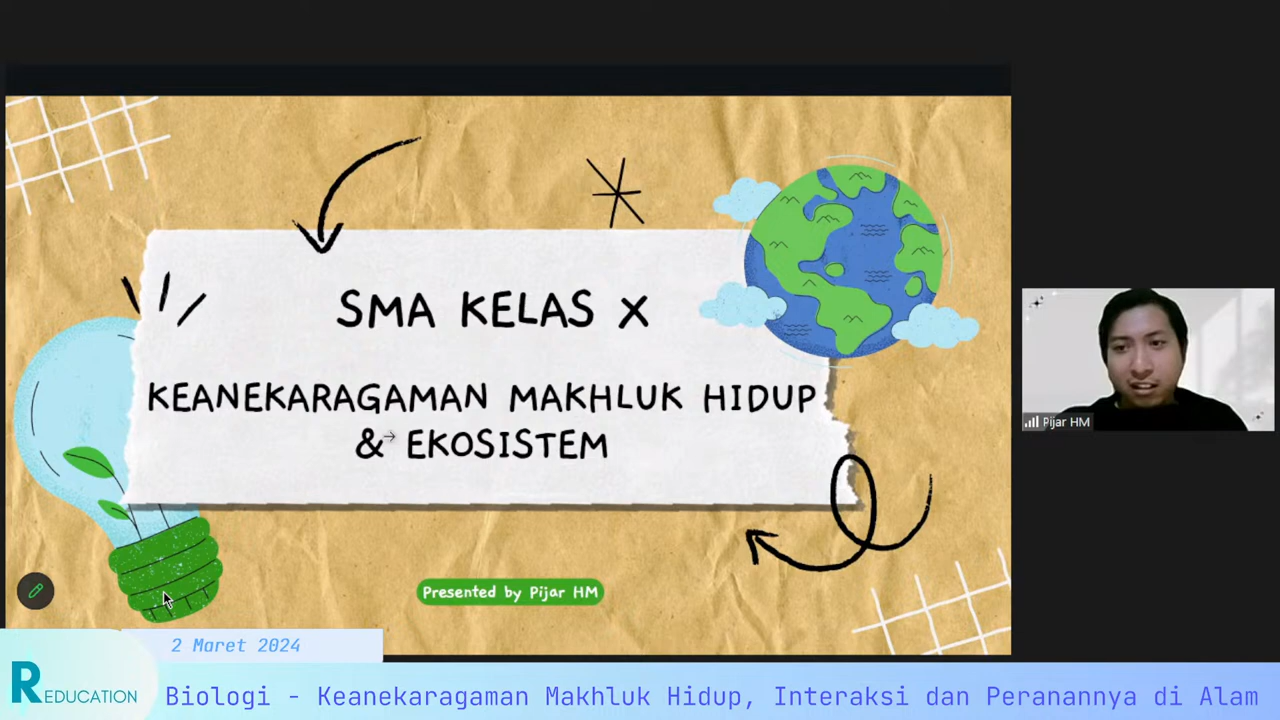 SMA KELAS X
KEANEKARAGAMAN MAKHLUK HIDUP
& EKOSISTEM
Presented by Pijar HM
Pijar HM
2 Maret 2024
REDUCATION
Biologi - Keanekaragaman Makhluk Hidup, Interaksi dan Peranannya di Alam